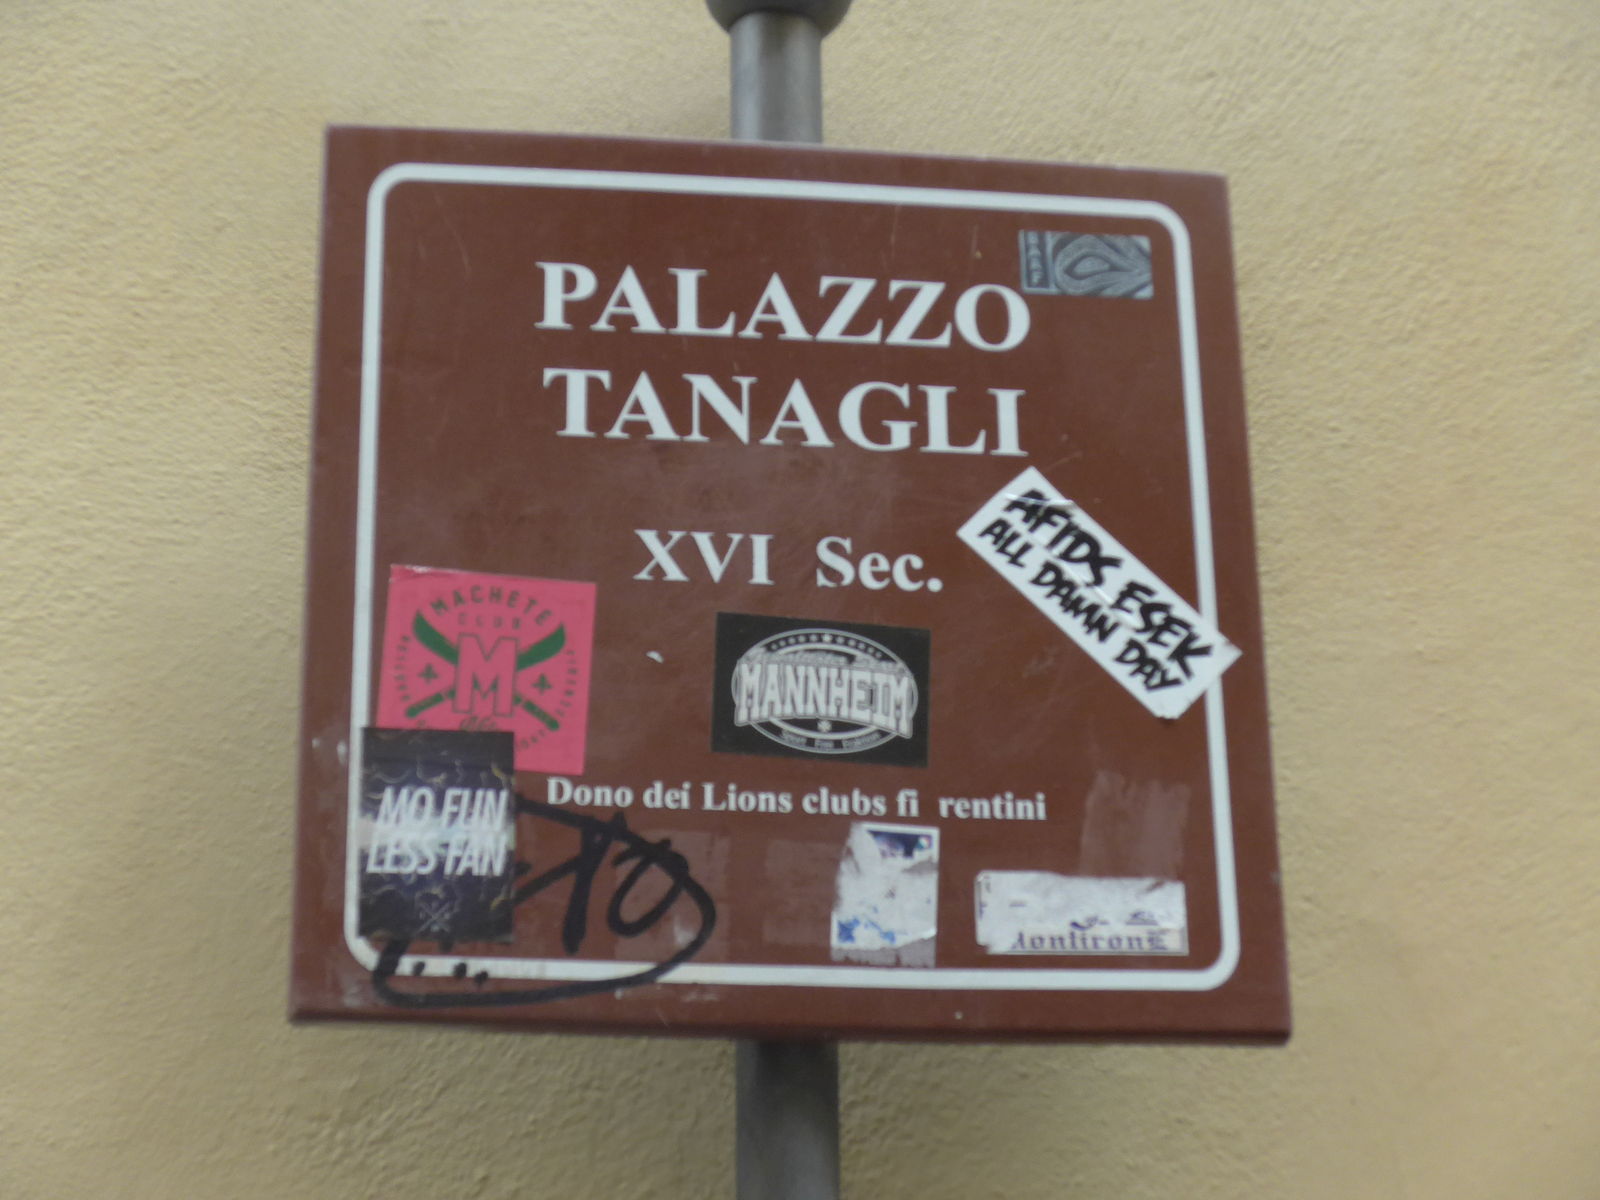 PALAZZO
TANAGLI
XVI Sec.
AFIDS ESEK
ALL DAMN DAY
MACHETE
CLUB
M
MANNHEIM
Dono dei Lions clubs fi rentini
MO FUN
LESS FAN